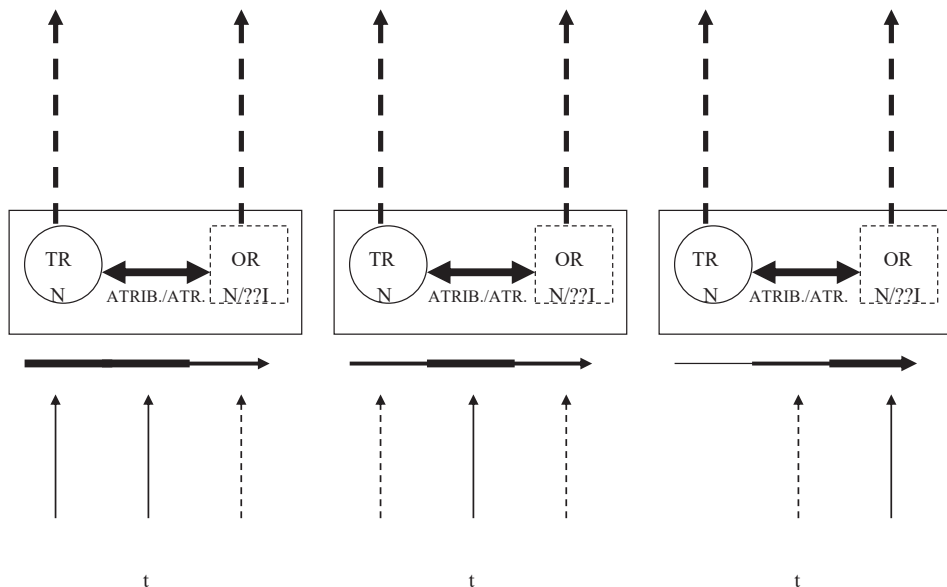 TR OR TR OR TR OR
N ATRIB./ATR. N/??I N ATRIB./ATR. N/??I N ATRIB./ATR. N/??I
t t t